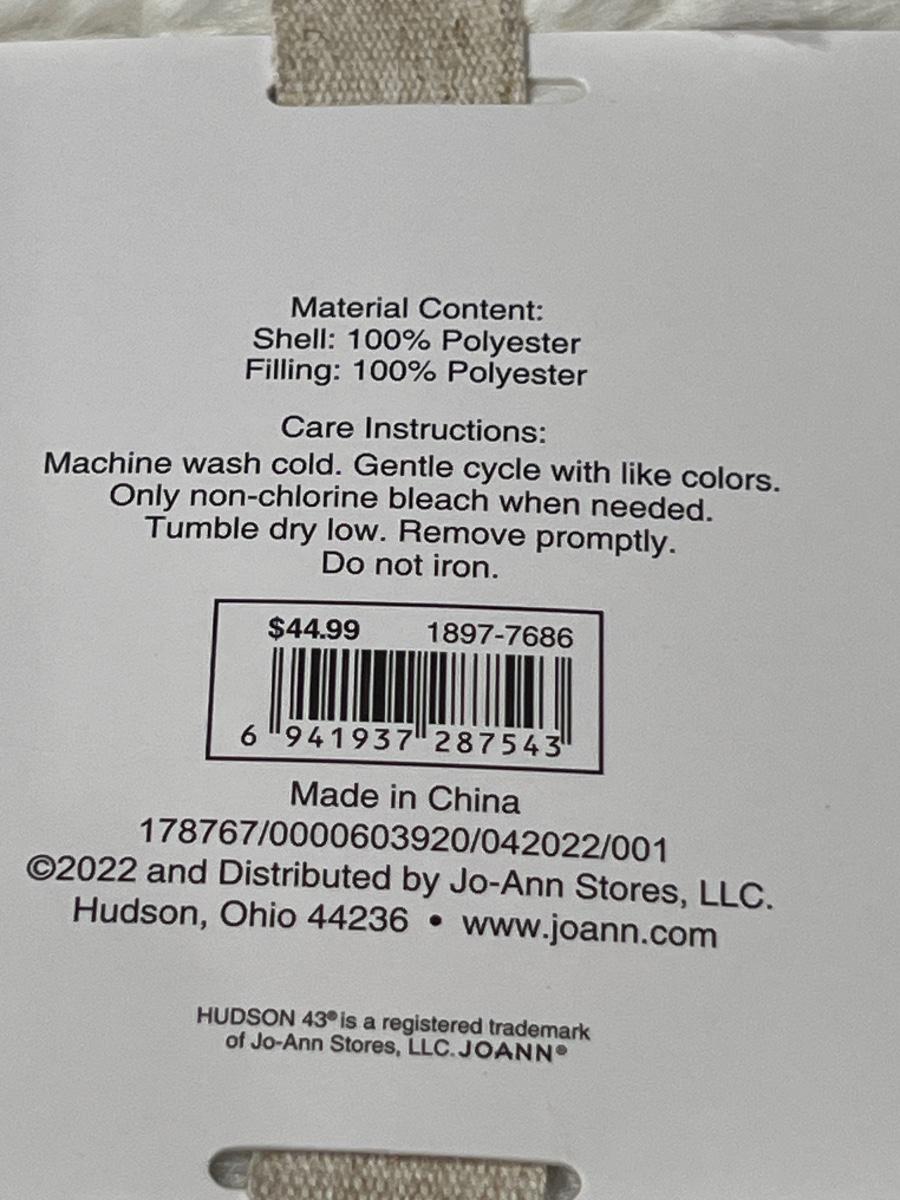 Material Content:
Shell: 100% Polyester
Filling: 100% Polyester
Care Instructions:
Machine wash cold. Gentle cycle with like colors.
Only non-chlorine bleach when needed.
Tumble dry low. Remove promptly.
Do not iron.
$44.99 1897-7686
6 941937 287543
Made in China
178767/0000603920/042022/001
©2022 and Distributed by Jo-Ann Stores, LLC.
Hudson, Ohio 44236 • www.joann.com
HUDSON 43® is a registered trademark
of Jo-Ann Stores, LLC. JOANN®